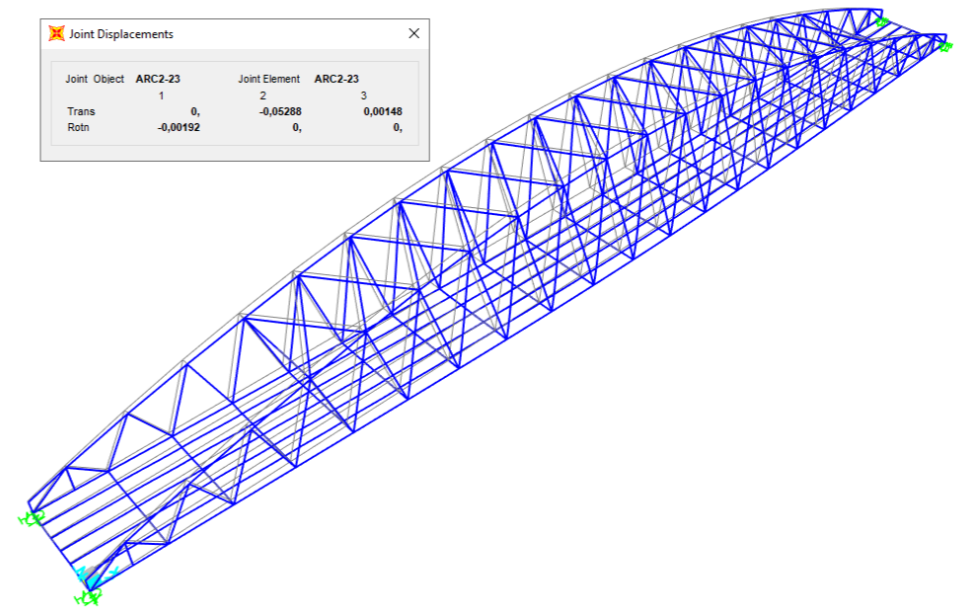 Joint Displacements
Joint Object ARC2-23 Joint Element ARC2-23
1 2 3
Trans 0, -0,05288 0,00148
Rotn -0,00192 0, 0,